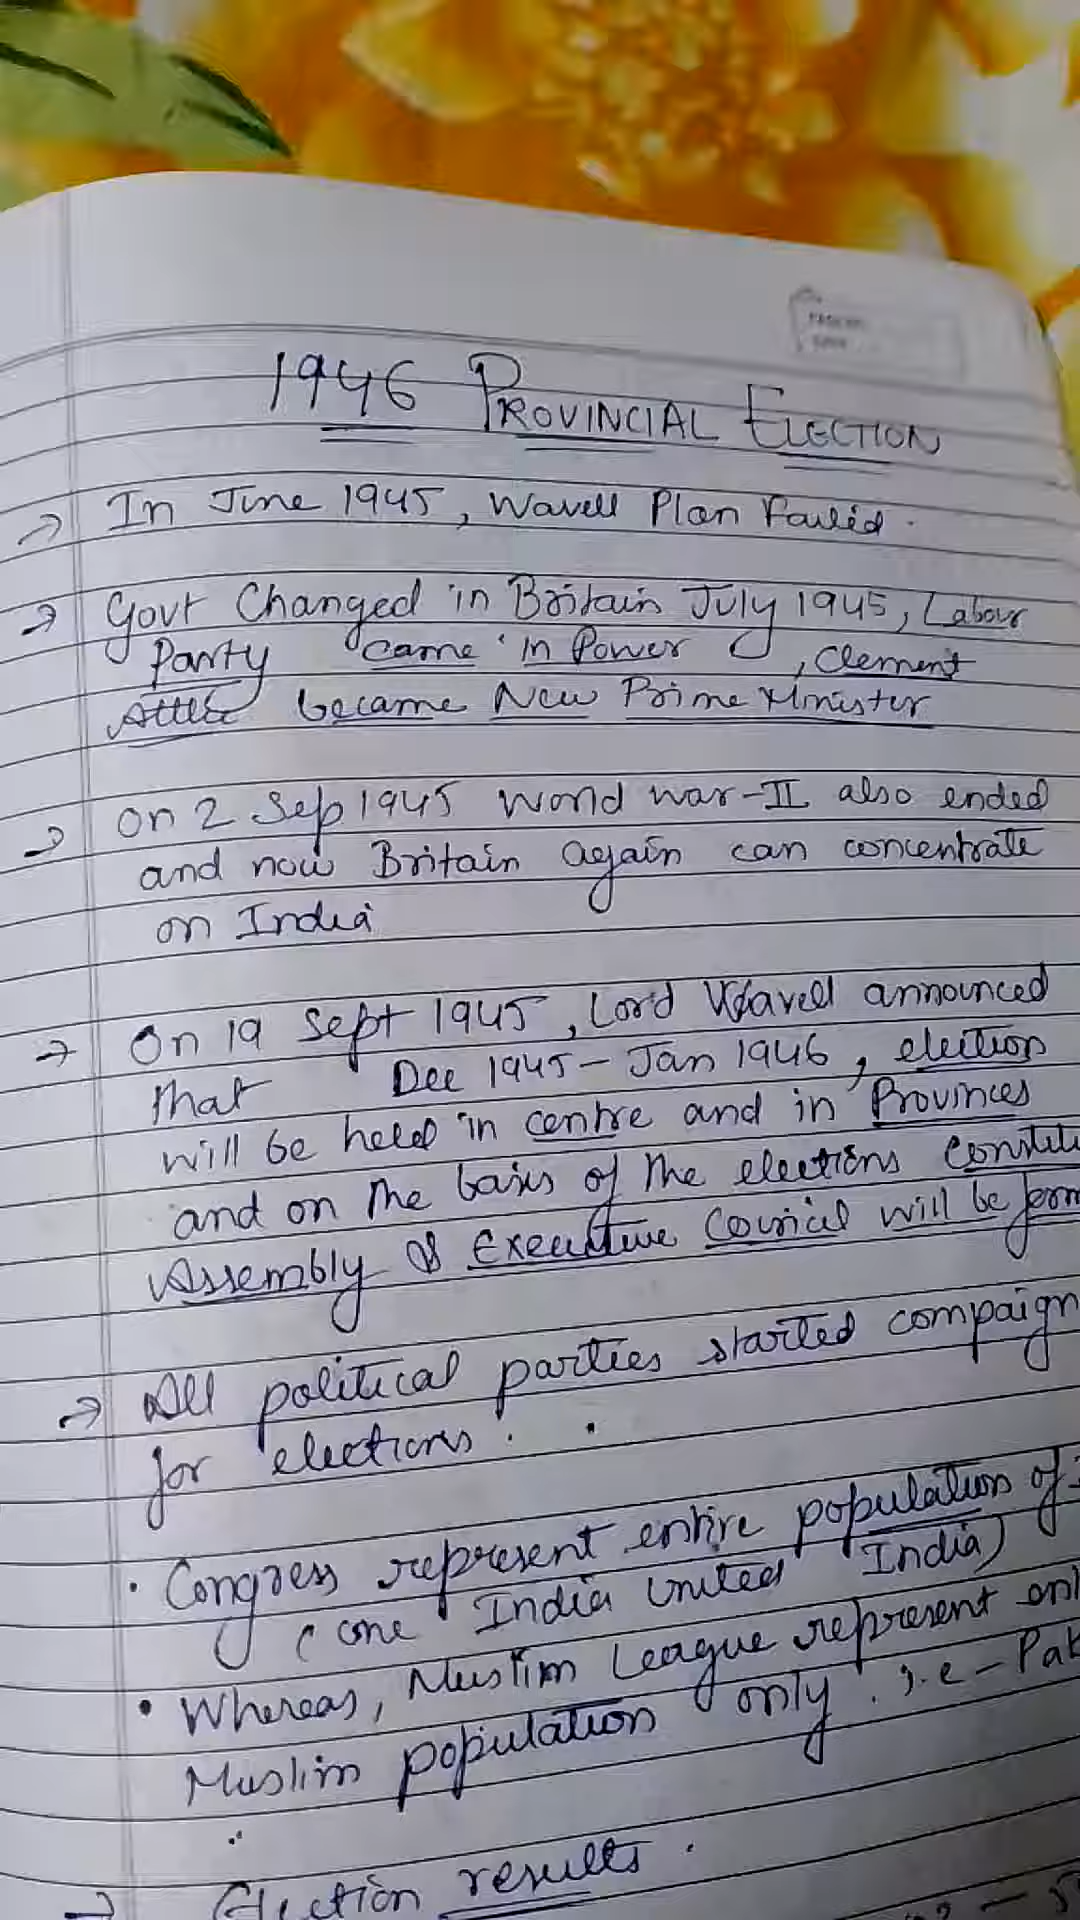 1946 PROVINCIAL ELECTION
→ In June 1945, Wavell Plan Failed.
→ Govt Changed in Britain July 1945, Labour
Party came in Power, Clement
Attlee became New Prime Minister
→ On 2 Sep 1945 World war-II also ended
and now Britain again can concentrate
on India
→ On 19 Sept 1945, Lord Wavell announced
that Dec 1945 - Jan 1946, election
will be held in centre and in Provinces
and on the basis of the elections Constitu
Assembly & Executive Council will be form
→ All political parties started compaign
for elections.
• Congress represent entire population of
(one India United India)
• Whereas, Muslim League represent onl
Muslim population only. i.e - Pak
→ Election results.